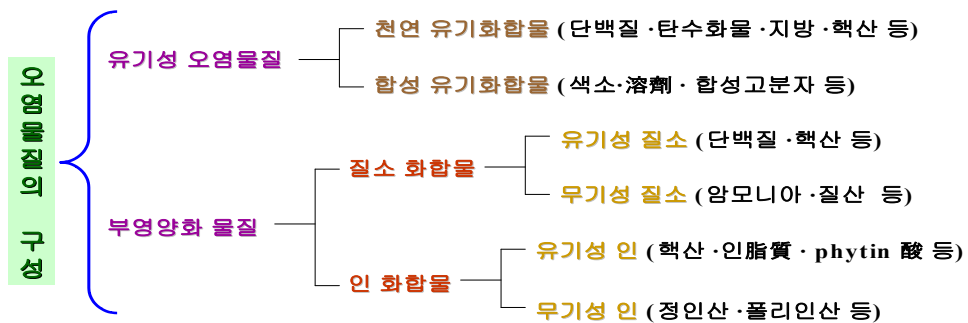 오염물질의 구성
유기성 오염물질
천연 유기화합물 (단백질 ·탄수화물 ·지방 ·핵산 등)
합성 유기화합물 (색소·溶劑 · 합성고분자 등)
부영양화 물질
질소 화합물
유기성 질소 (단백질 ·핵산 등)
무기성 질소 (암모니아 ·질산 등)
인 화합물
유기성 인 (핵산 ·인脂質 · phytin 酸 등)
무기성 인 (정인산 ·폴리인산 등)